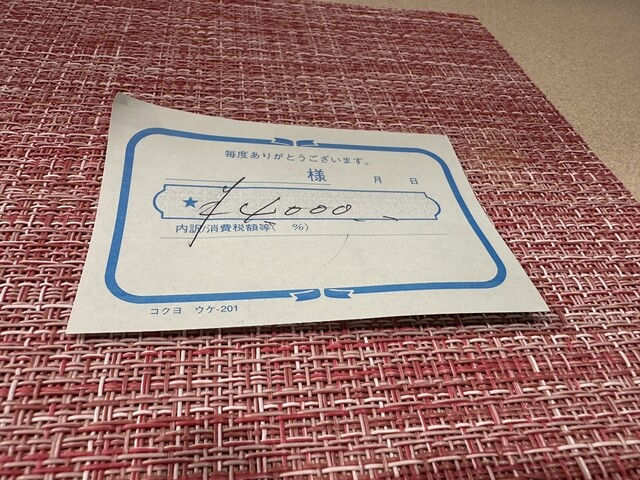 毎度ありがとうございます。
様 月 日
★ ¥4000-
内訳/消費税額等( %)
コクヨ ウケ-201